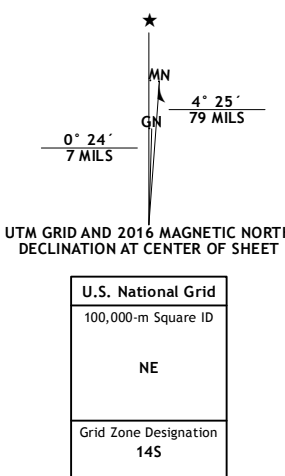 ★
MN
4° 25´
79 MILS
GN
0° 24´
7 MILS
UTM GRID AND 2016 MAGNETIC NORTH
DECLINATION AT CENTER OF SHEET
U.S. National Grid
100,000-m Square ID
NE
Grid Zone Designation
14S